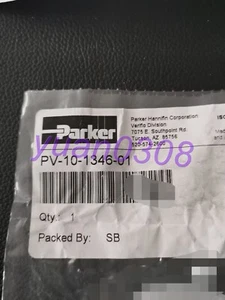 Parker
Parker Hannifin Corporation
Veriflo Division
7075 E. Southpoint Rd
Tucson, AZ. 85756
520-574-2600
ISO
PV-10-1346-01
yuan0308
Qty: 1
Packed By: SB